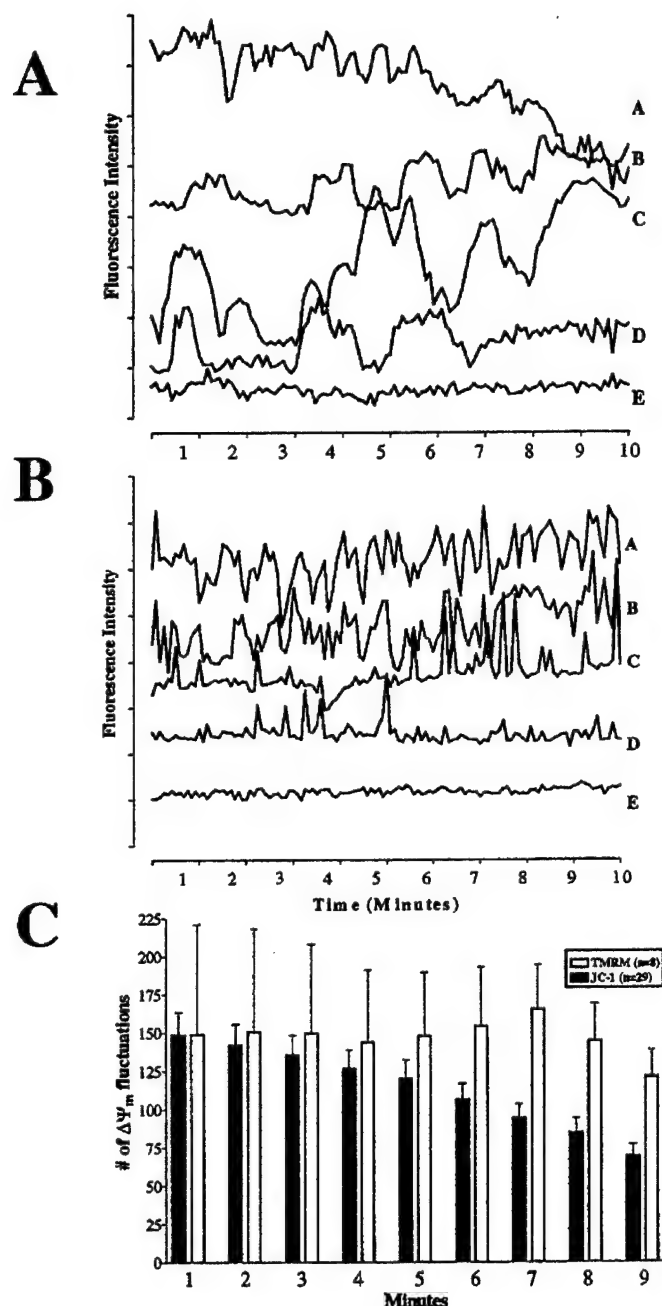 A
Fluorescence Intensity
A
B
C
D
E
1 2 3 4 5 6 7 8 9 10
B
Fluorescence Intensity
A
B
C
D
E
1 2 3 4 5 6 7 8 9 10
Time (Minutes)
C
# of ΔΨm fluctuations
225
200
175
150
125
100
75
50
25
0
TMRM (n=8)
JC-1 (n=29)
1 2 3 4 5 6 7 8 9
Minutes